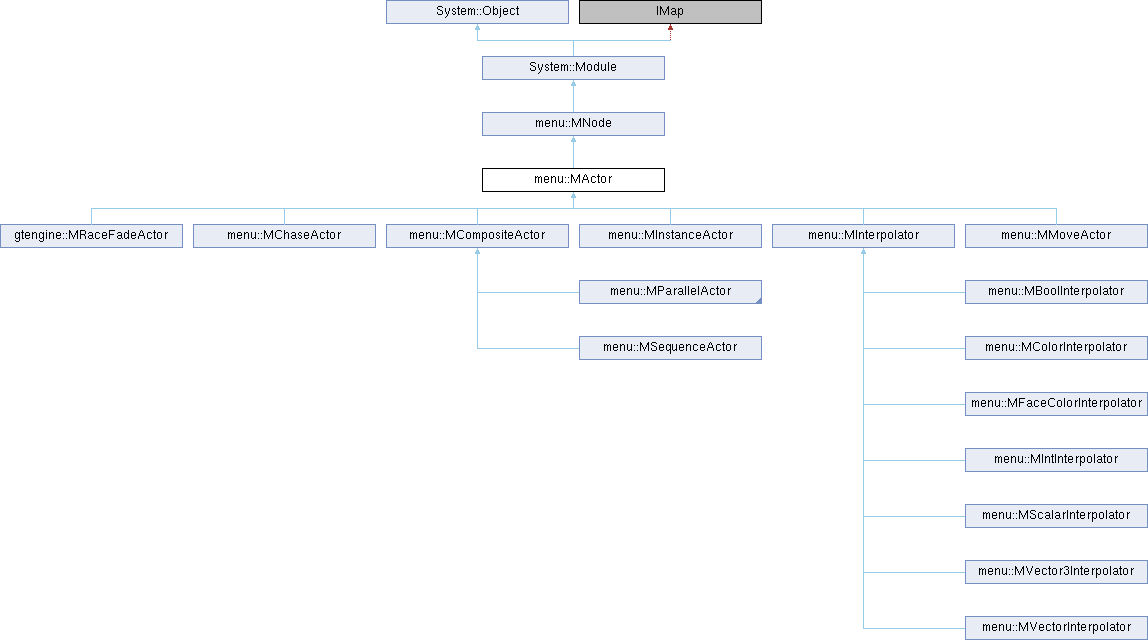 System::Object
IMap
System::Module
menu::MNode
menu::MActor
gtengine::MRaceFadeActor
menu::MChaseActor
menu::MCompositeActor
menu::MInstanceActor
menu::MInterpolator
menu::MMoveActor
menu::MParallelActor
menu::MBoolInterpolator
menu::MSequenceActor
menu::MColorInterpolator
menu::MFaceColorInterpolator
menu::MIntInterpolator
menu::MScalarInterpolator
menu::MVector3Interpolator
menu::MVectorInterpolator